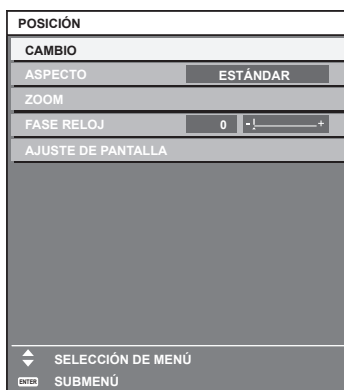 POSICIÓN
CAMBIO
ASPECTO ESTÁNDAR
ZOOM
FASE RELOJ 0 - +
AJUSTE DE PANTALLA
SELECCIÓN DE MENÚ
ENTER SUBMENÚ